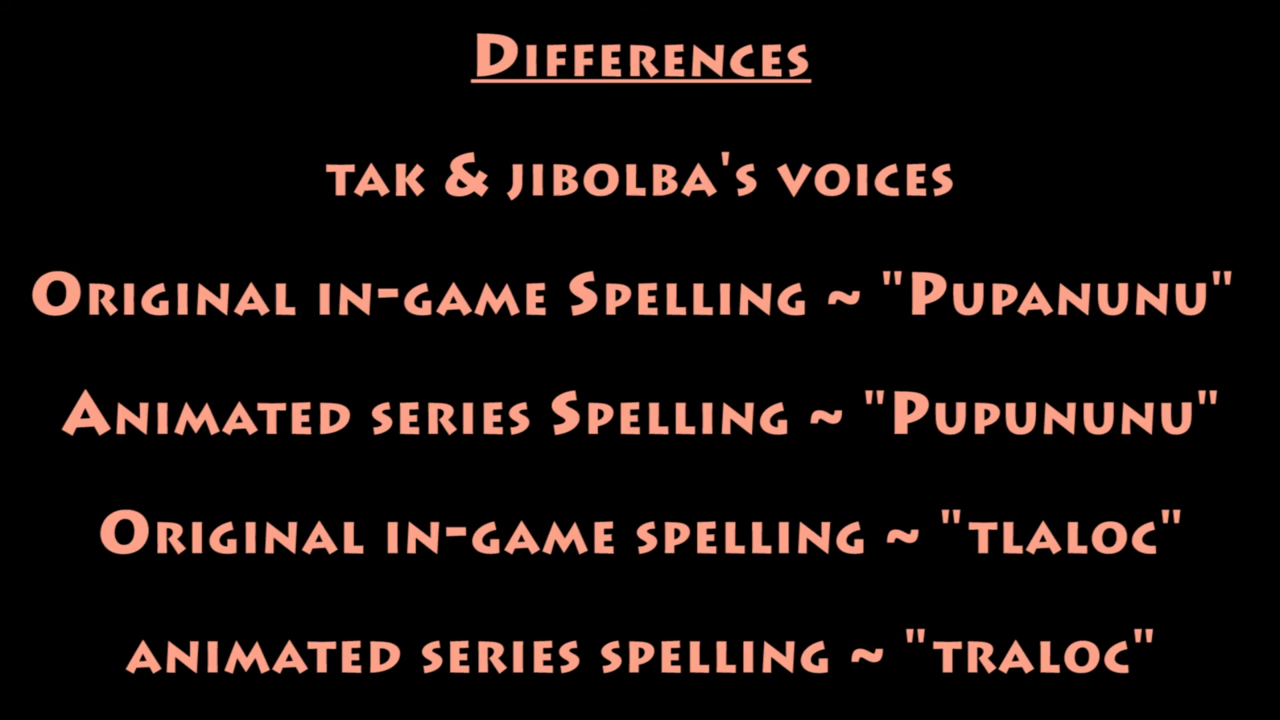 Differences
tak & jibolba's voices
Original in-game Spelling ~ "Pupanunu"
Animated series Spelling ~ "Pupununu"
Original in-game spelling ~ "tlaloc"
animated series spelling ~ "traloc"